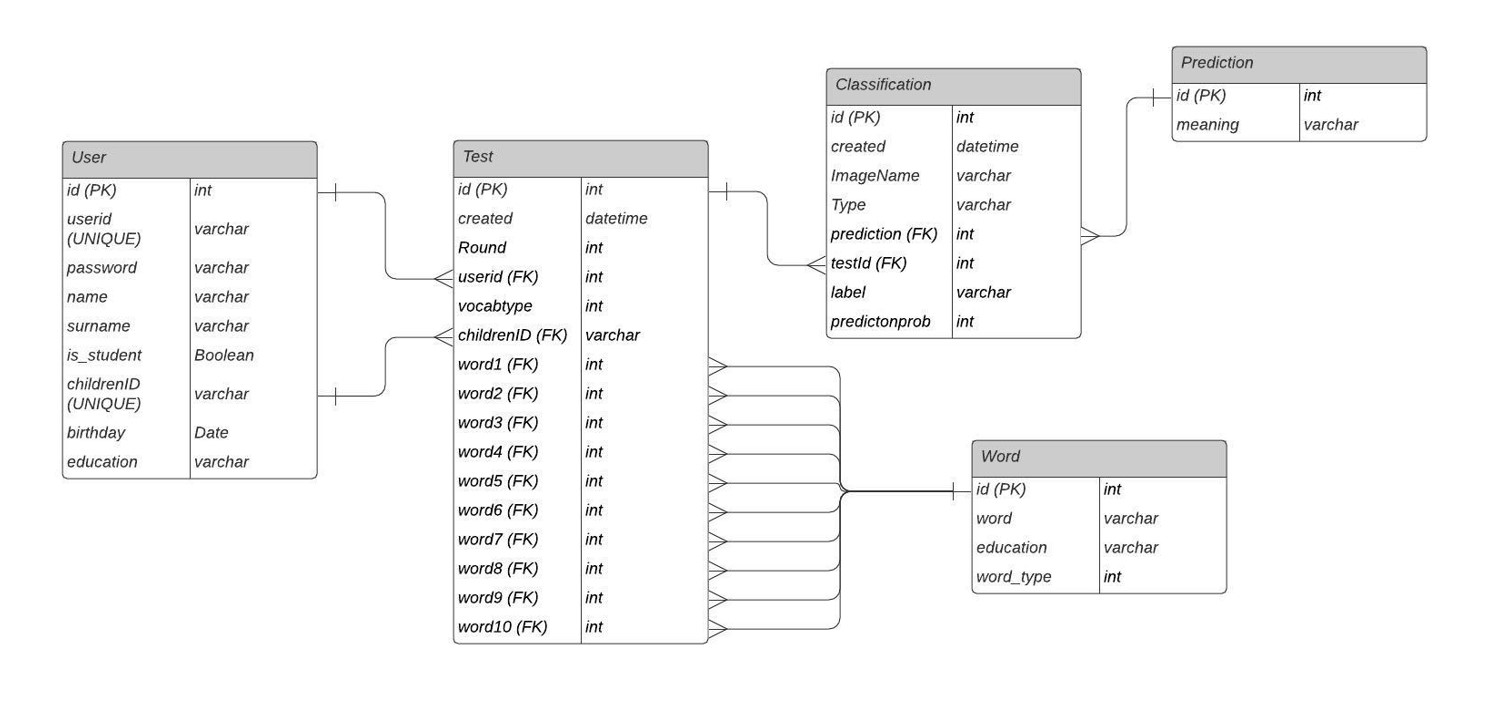 User
id (PK) int
userid
(UNIQUE) varchar
password varchar
name varchar
surname varchar
is_student Boolean
childrenID
(UNIQUE) varchar
birthday Date
education varchar
Test
id (PK) int
created datetime
Round int
userid (FK) int
vocabtype int
childrenID (FK) varchar
word1 (FK) int
word2 (FK) int
word3 (FK) int
word4 (FK) int
word5 (FK) int
word6 (FK) int
word7 (FK) int
word8 (FK) int
word9 (FK) int
word10 (FK) int
Classification
id (PK) int
created datetime
ImageName varchar
Type varchar
prediction (FK) int
testId (FK) int
label varchar
predictonprob int
Prediction
id (PK) int
meaning varchar
Word
id (PK) int
word varchar
education varchar
word_type int